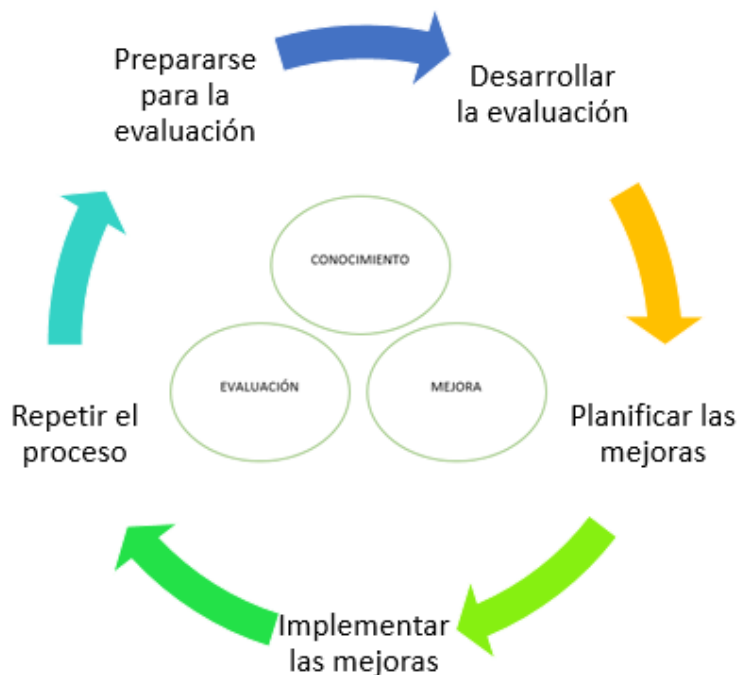 Prepararse
para la
evaluación
Desarrollar
la evaluación
CONOCIMIENTO
EVALUACIÓN
MEJORA
Repetir el
proceso
Planificar las
mejoras
Implementar
las mejoras